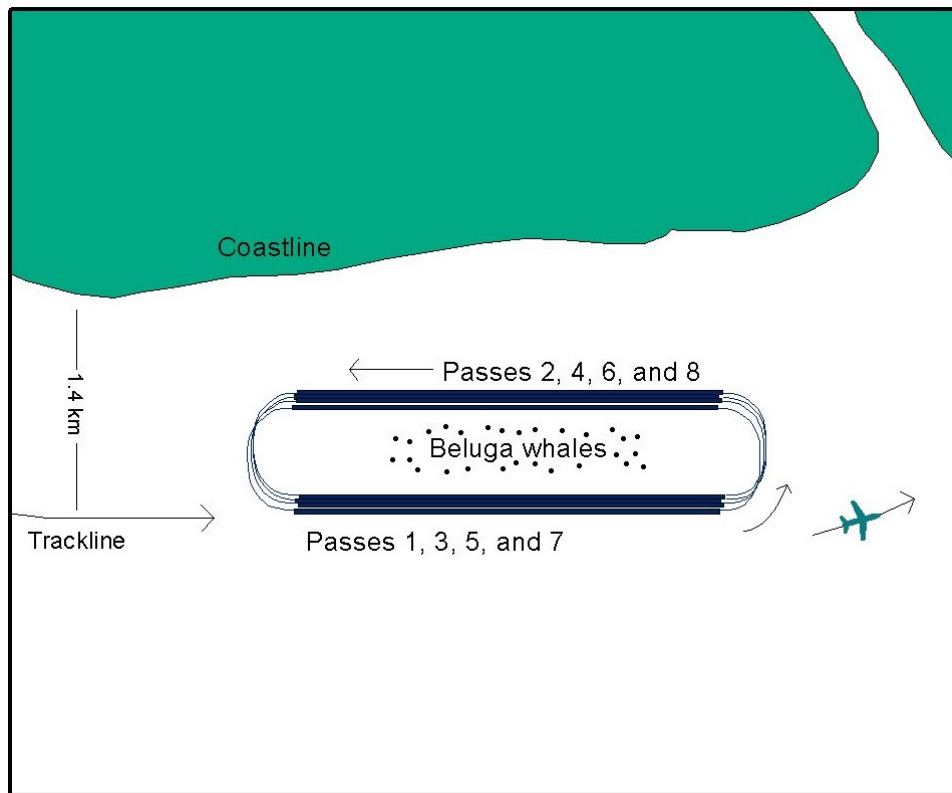 Coastline
Passes 2, 4, 6, and 8
1.4 km
Beluga whales
Trackline
Passes 1, 3, 5, and 7